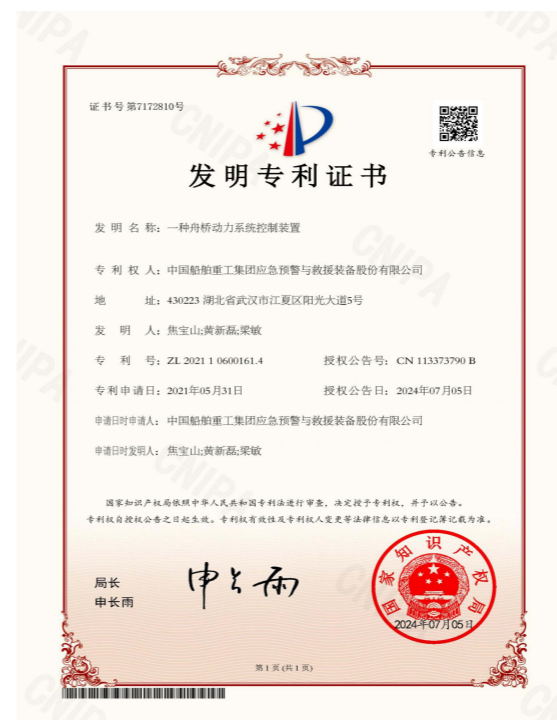 证书号第7172810号
专利公告信息
发明专利证书
发 明 名 称：一种舟桥动力系统控制装置
专 利 权 人：中国船舶重工集团应急预警与救援装备股份有限公司
地 址：430223 湖北省武汉市江夏区阳光大道5号
发 明 人：焦宝山;黄新磊;梁敏
专 利 号：ZL 2021 1 0600161.4 授权公告号：CN 113373790 B
专利申请日：2021年05月31日 授权公告日：2024年07月05日
申请日时申请人：中国船舶重工集团应急预警与救援装备股份有限公司
申请日时发明人：焦宝山;黄新磊;梁敏
国家知识产权局依照中华人民共和国专利法进行审查，决定授予专利权，并予以公告。
专利权自授权公告之日起生效。专利权有效性及专利权人变更等法律信息以专利登记簿记载为准。
局长
申长雨
申长雨
国家知识产权局
2024年07月05日
第 1 页 (共 1 页)
CNIPA